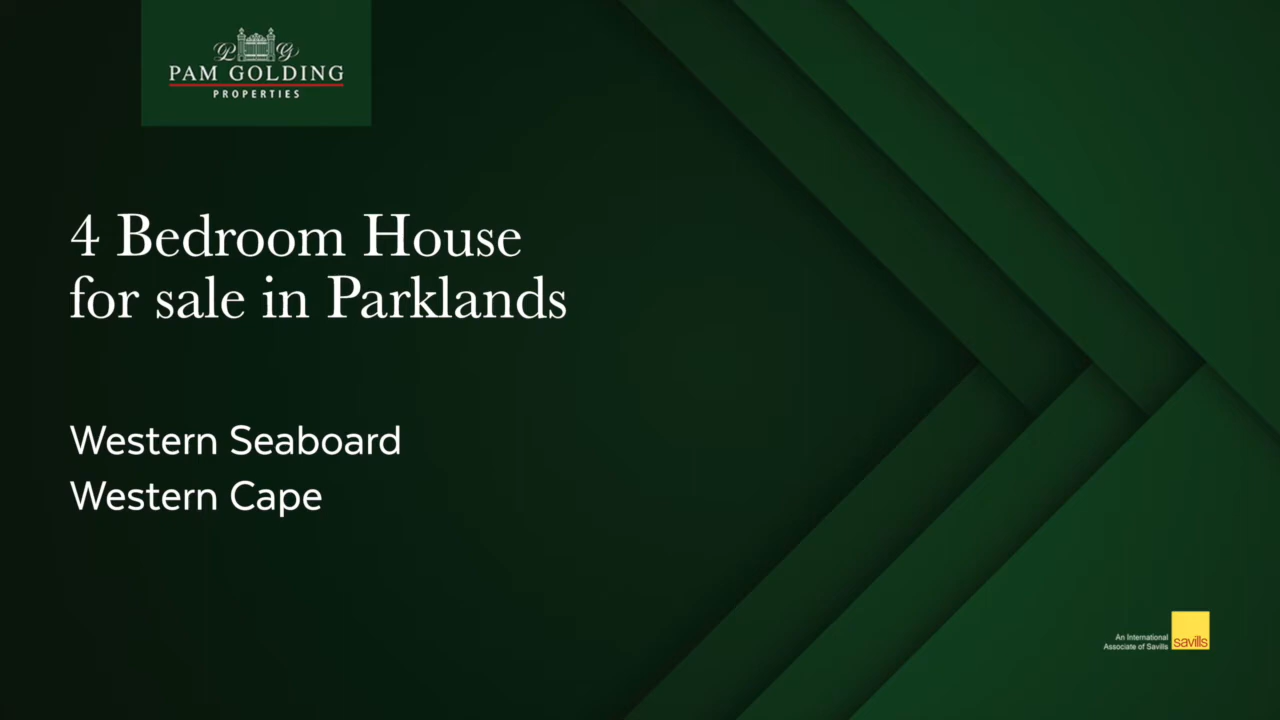 P G
PAM GOLDING
PROPERTIES
4 Bedroom House
for sale in Parklands
Western Seaboard
Western Cape
An International
Associate of Savills
savills